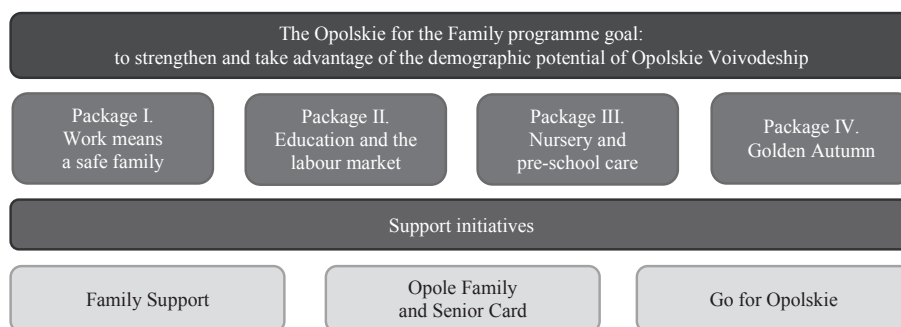 The Opolskie for the Family programme goal:
to strengthen and take advantage of the demographic potential of Opolskie Voivodeship
Package I.
Work means
a safe family
Package II.
Education and the
labour market
Package III.
Nursery and
pre-school care
Package IV.
Golden Autumn
Support initiatives
Family Support
Opole Family
and Senior Card
Go for Opolskie